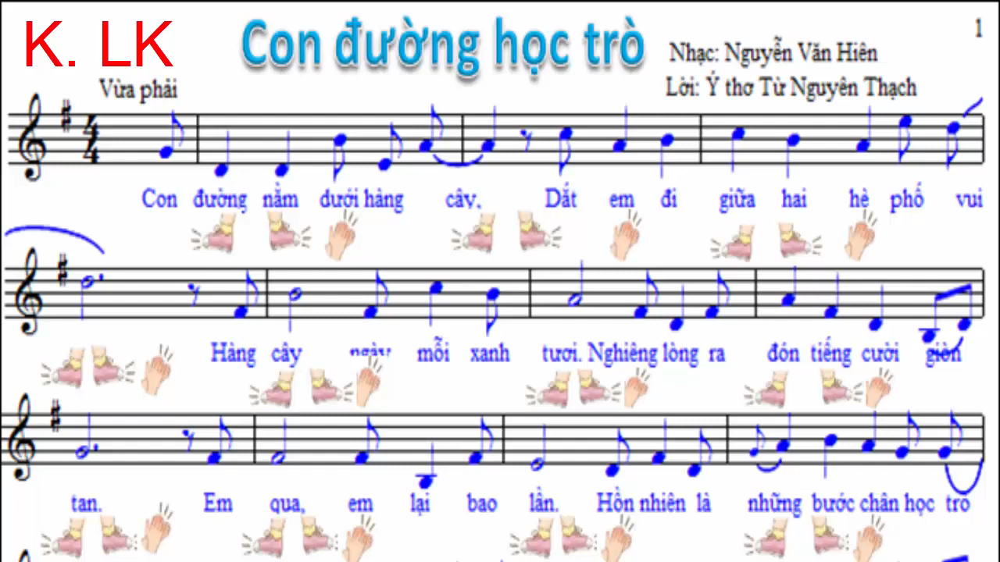 K. LK
Con đường học trò
1
Nhạc: Nguyễn Văn Hiên
Vừa phải
Lời: Ý thơ Từ Nguyên Thạch
4
4
Con đường nằm dưới hàng cây. Dắt em đi giữa hai hè phố vui
Hàng cây ngày mỗi xanh tươi. Nghiêng lòng ra đón tiếng cười giòn
tan. Em qua, em lại bao lần. Hồn nhiên là những bước chân học trò